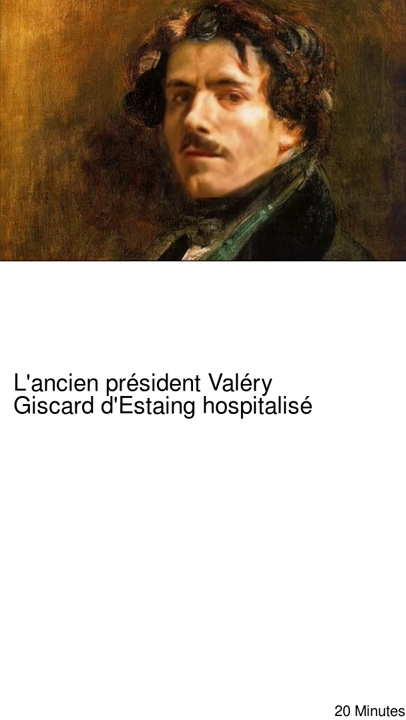 L'ancien président Valéry
Giscard d'Estaing hospitalisé
20 Minutes